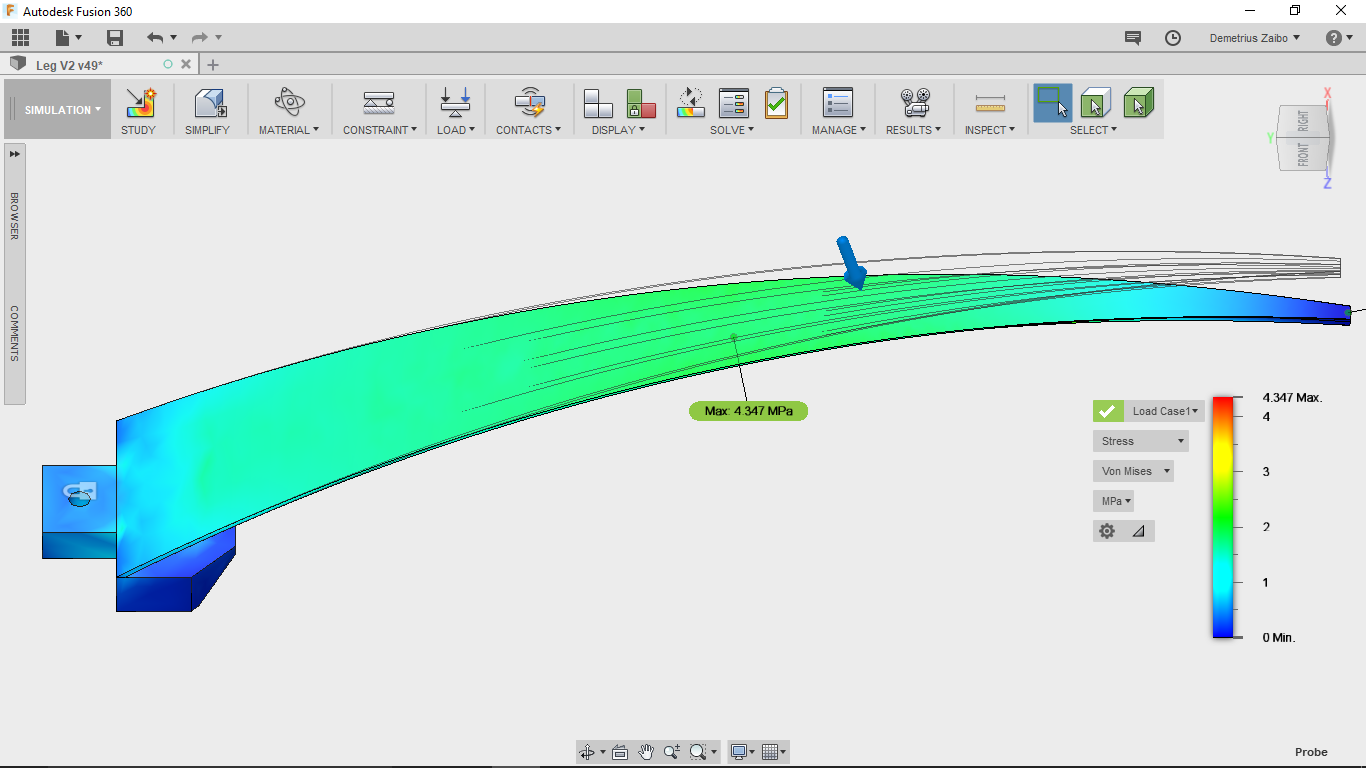 Autodesk Fusion 360
Demetrius Zaibo
Leg V2 v49*
SIMULATION
STUDY
SIMPLIFY
MATERIAL
CONSTRAINT
LOAD
CONTACTS
DISPLAY
SOLVE
MANAGE
RESULTS
INSPECT
SELECT
X
Y
RIGHT
FRONT
Z
BROWSER
COMMENTS
Max: 4.347 MPa
Load Case1
Stress
Von Mises
MPa
4.347 Max.
4
3
2
1
0 Min.
Probe